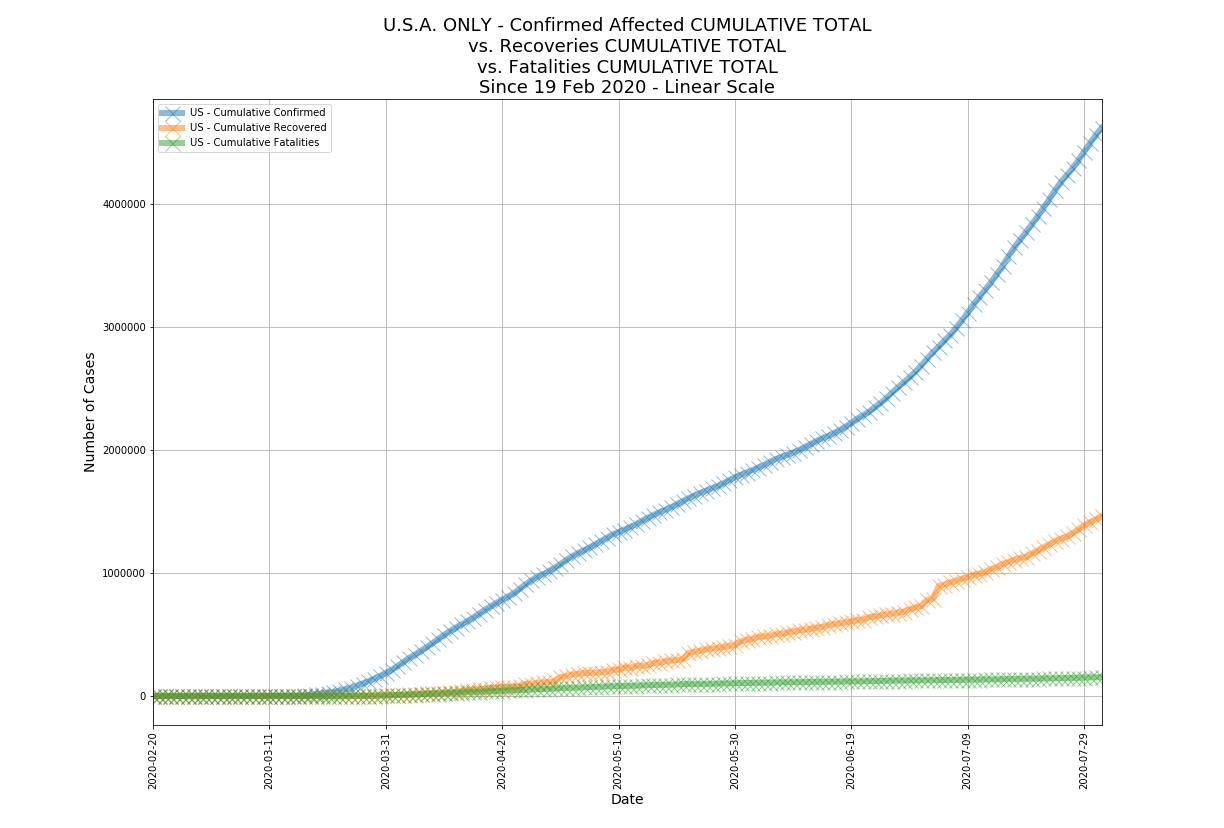 U.S.A. ONLY - Confirmed Affected CUMULATIVE TOTAL
vs. Recoveries CUMULATIVE TOTAL
vs. Fatalities CUMULATIVE TOTAL
Since 19 Feb 2020 - Linear Scale
US - Cumulative Confirmed
US - Cumulative Recovered
US - Cumulative Fatalities
Number of Cases
4000000
3000000
2000000
1000000
0
2020-02-20
2020-03-11
2020-03-31
2020-04-20
2020-05-10
2020-05-30
2020-06-19
2020-07-09
2020-07-29
Date